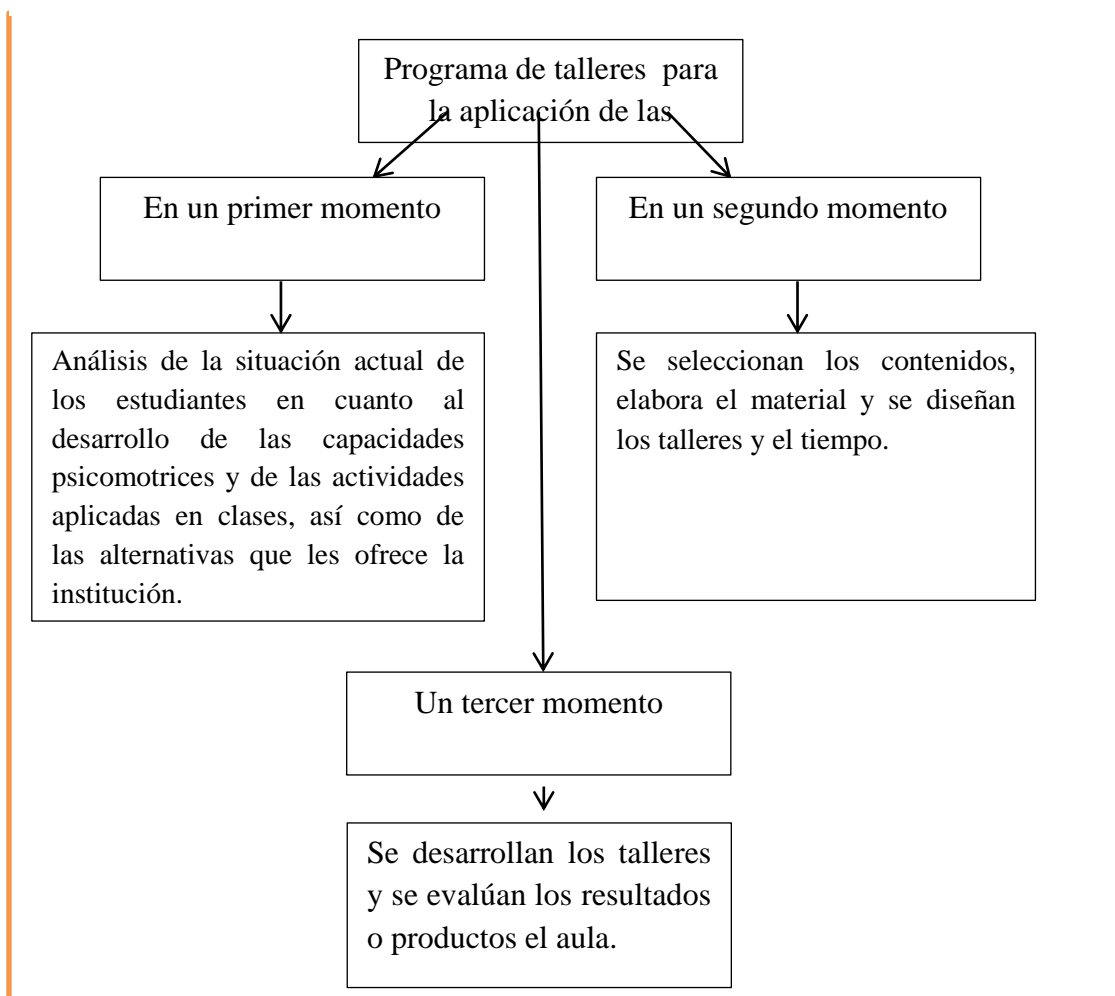 Programa de talleres para
la aplicación de las
En un primer momento
En un segundo momento
Análisis de la situación actual de
los estudiantes en cuanto al
desarrollo de las capacidades
psicomotrices y de las actividades
aplicadas en clases, así como de
las alternativas que les ofrece la
institución.
Se seleccionan los contenidos,
elabora el material y se diseñan
los talleres y el tiempo.
Un tercer momento
Se desarrollan los talleres
y se evalúan los resultados
o productos el aula.